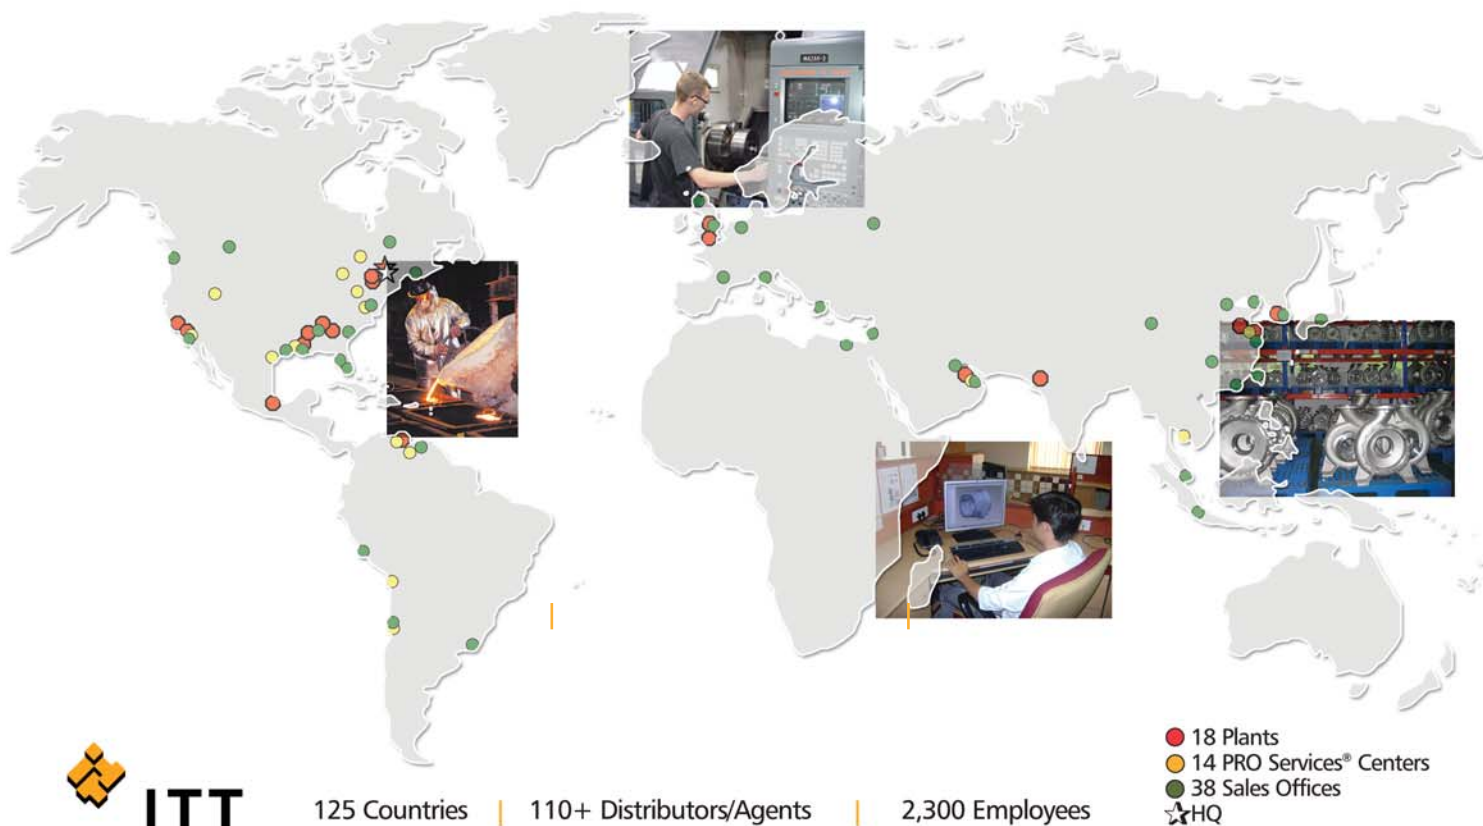 18 Plants
14 PRO Services® Centers
38 Sales Offices
HQ
ITT
125 Countries | 110+ Distributors/Agents | 2,300 Employees